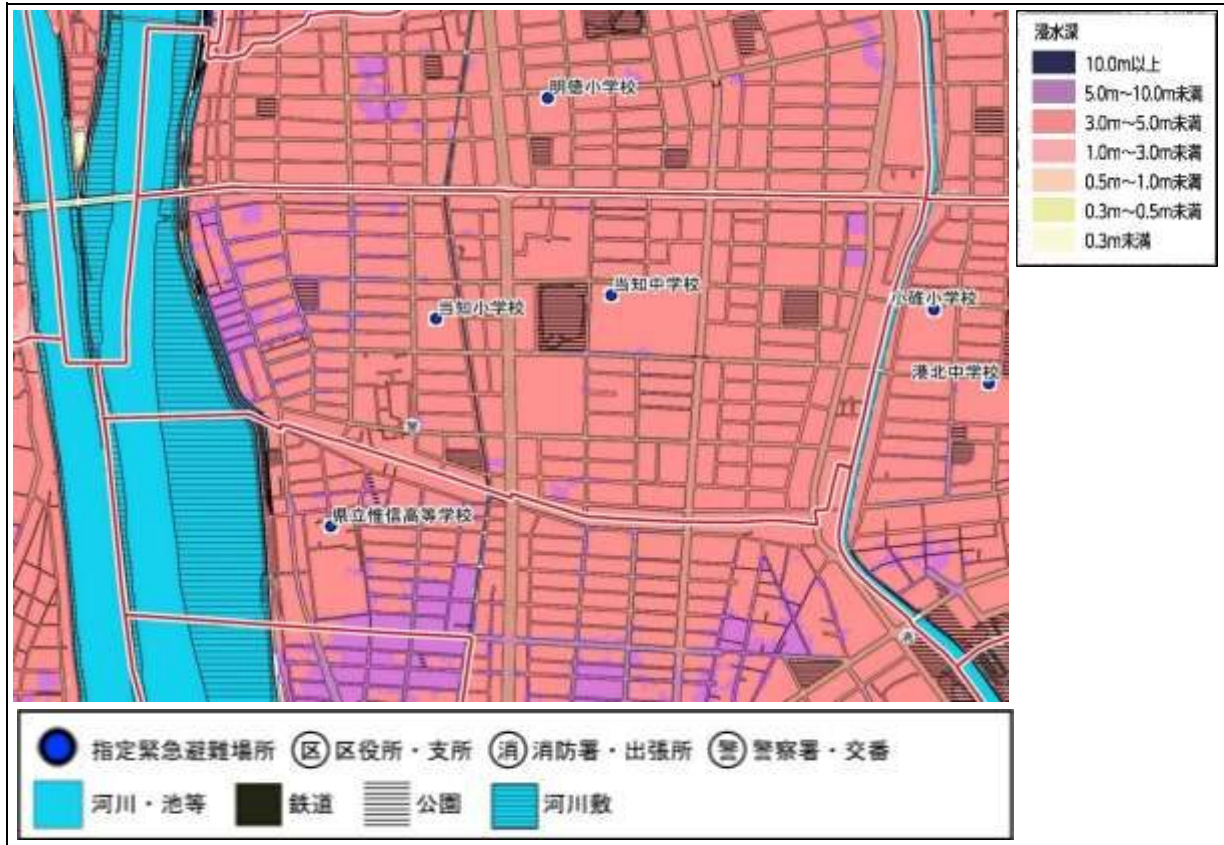 明徳小学校
当知中学校
当知小学校
小碓小学校
港北中学校
県立惟信高等学校
浸水深
10.0m以上
5.0m~10.0m未満
3.0m~5.0m未満
1.0m~3.0m未満
0.5m~1.0m未満
0.3m~0.5m未満
0.3m未満
指定緊急避難場所 区 区役所・支所 消 消防署・出張所 警 警察署・交番
河川・池等 鉄道 公園 河川敷